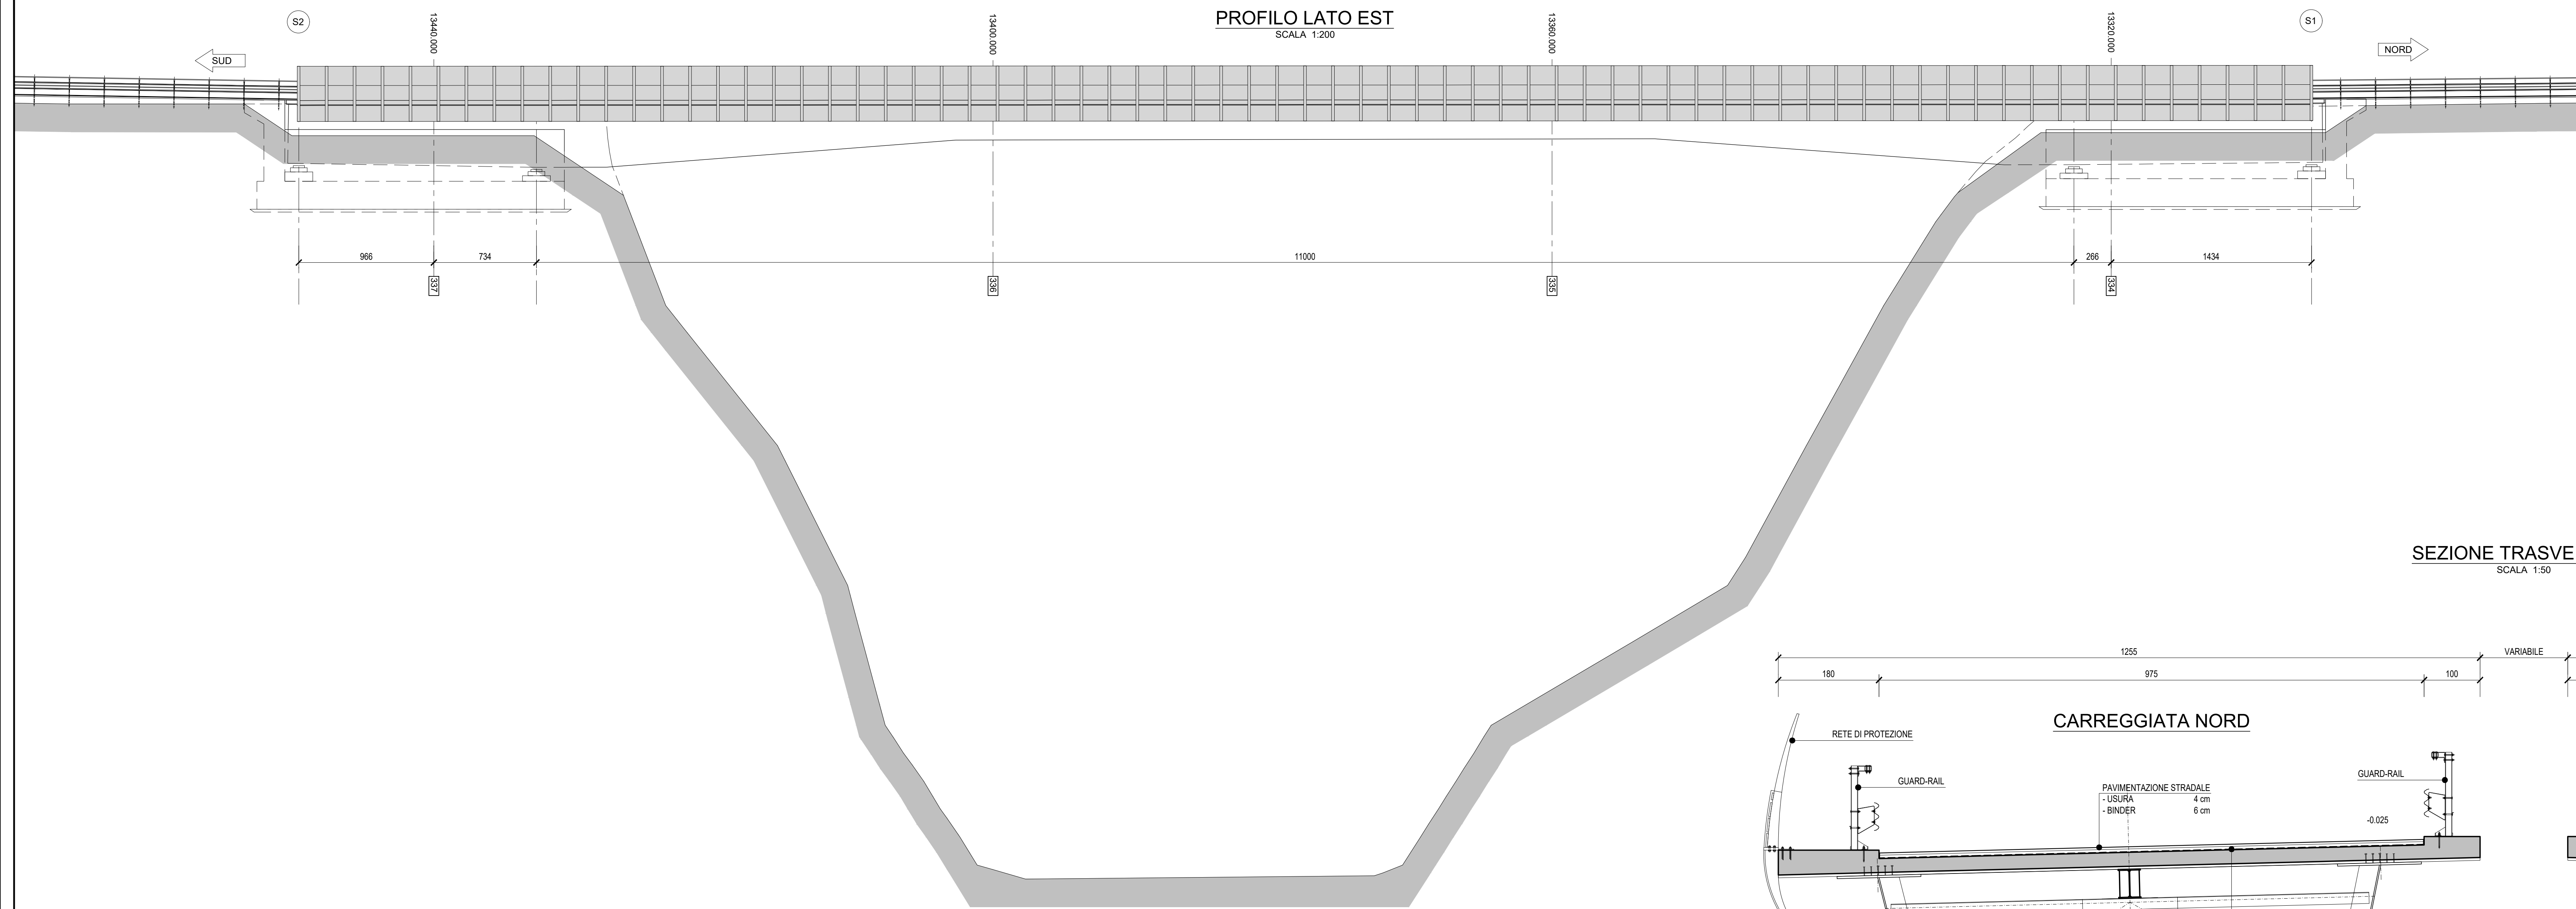 PROFILO LATO EST
SCALA 1:200
S2
13440.000
13400.000
13360.000
13320.000
S1
SUD
NORD
966
734
11000
266
1434
337
336
335
334
SEZIONE TRASVE
SCALA 1:50
1255
VARIABILE
180
975
100
CARREGGIATA NORD
RETE DI PROTEZIONE
GUARD-RAIL
GUARD-RAIL
PAVIMENTAZIONE STRADALE
- USURA 4 cm
- BINDER 6 cm
-0.025